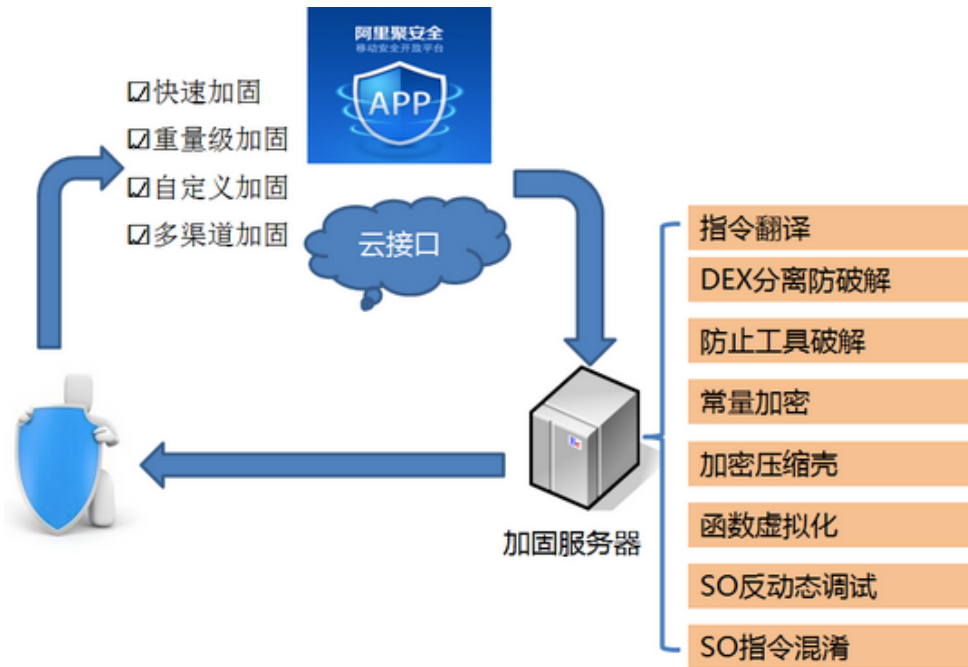 阿里聚安全
移动安全开放平台
APP
☑快速加固
☑重量级加固
☑自定义加固
☑多渠道加固
云接口
加固服务器
指令翻译
DEX分离防破解
防止工具破解
常量加密
加密压缩壳
函数虚拟化
SO反动态调试
SO指令混淆